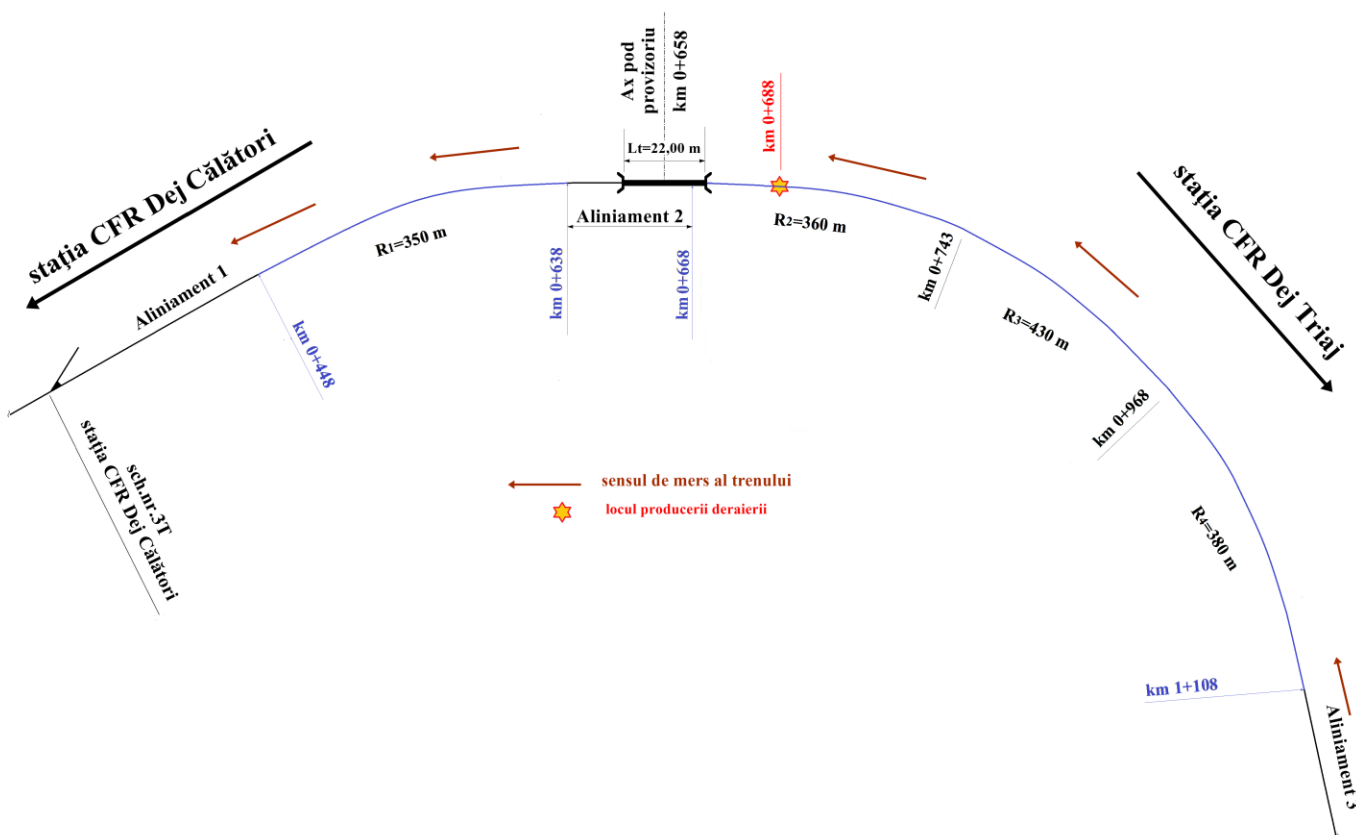 Ax pod
provizoriu
km 0+658
km 0+688
Lt=22,00 m
stația CFR Dej Călători
stația CFR Dej Triaj
Aliniament 2
R1=350 m
R2=360 m
Aliniament 1
km 0+448
km 0+638
km 0+668
km 0+743
R3=430 m
km 0+968
sch.nr.3T
stația CFR Dej Călători
sensul de mers al trenului
locul producerii deraierii
R4=380 m
km 1+108
Aliniament 3